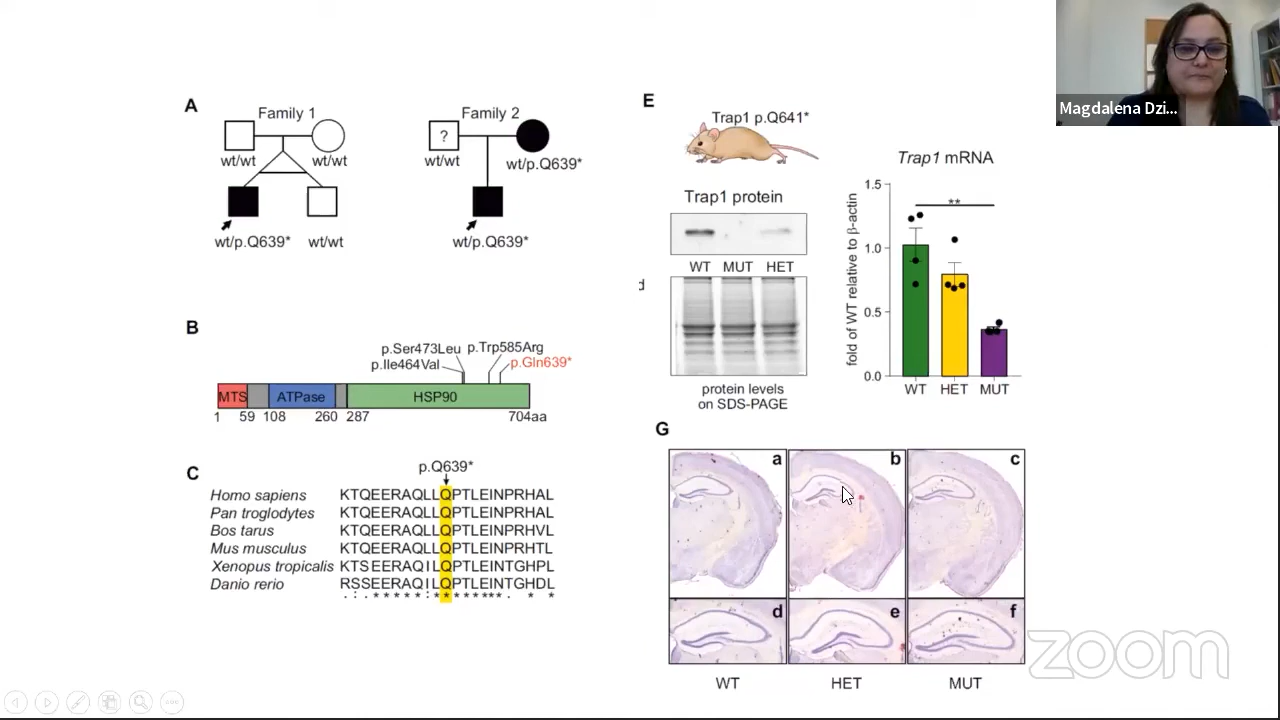 Magdalena Dzi...
A
Family 1
wt/wt
wt/wt
wt/p.Q639*
wt/wt
Family 2
?
wt/wt
wt/p.Q639*
wt/p.Q639*
B
p.Ser473Leu
p.Trp585Arg
p.Ile464Val
p.Gln639*
MTS
ATPase
HSP90
1
59
108
260
287
704aa
C
p.Q639*
Homo sapiens KTQEERAQLLQPTLEINPRHAL
Pan troglodytes KTQEERAQLLQPTLEINPRHAL
Bos tarus KTQEERAQLLQPTLEINPRHVL
Mus musculus KTQEERAQLLQPTLEINPRHTL
Xenopus tropicalis KTSEERAQILQPTLEINTGHPL
Danio rerio RSSEERAQILQPTLEINTGHDL
. : . * * * * * : * * * * * * * * . * *
E
Trap1 p.Q641*
Trap1 protein
WT MUT HET
d
protein levels
on SDS-PAGE
Trap1 mRNA
fold of WT relative to β-actin
1.5
1.0
0.5
0.0
**
WT HET MUT
G
a
b
c
d
e
f
WT
HET
MUT
zoom